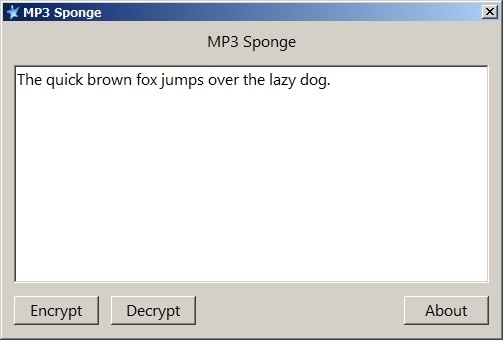 MP3 Sponge
MP3 Sponge
The quick brown fox jumps over the lazy dog.
Encrypt Decrypt About